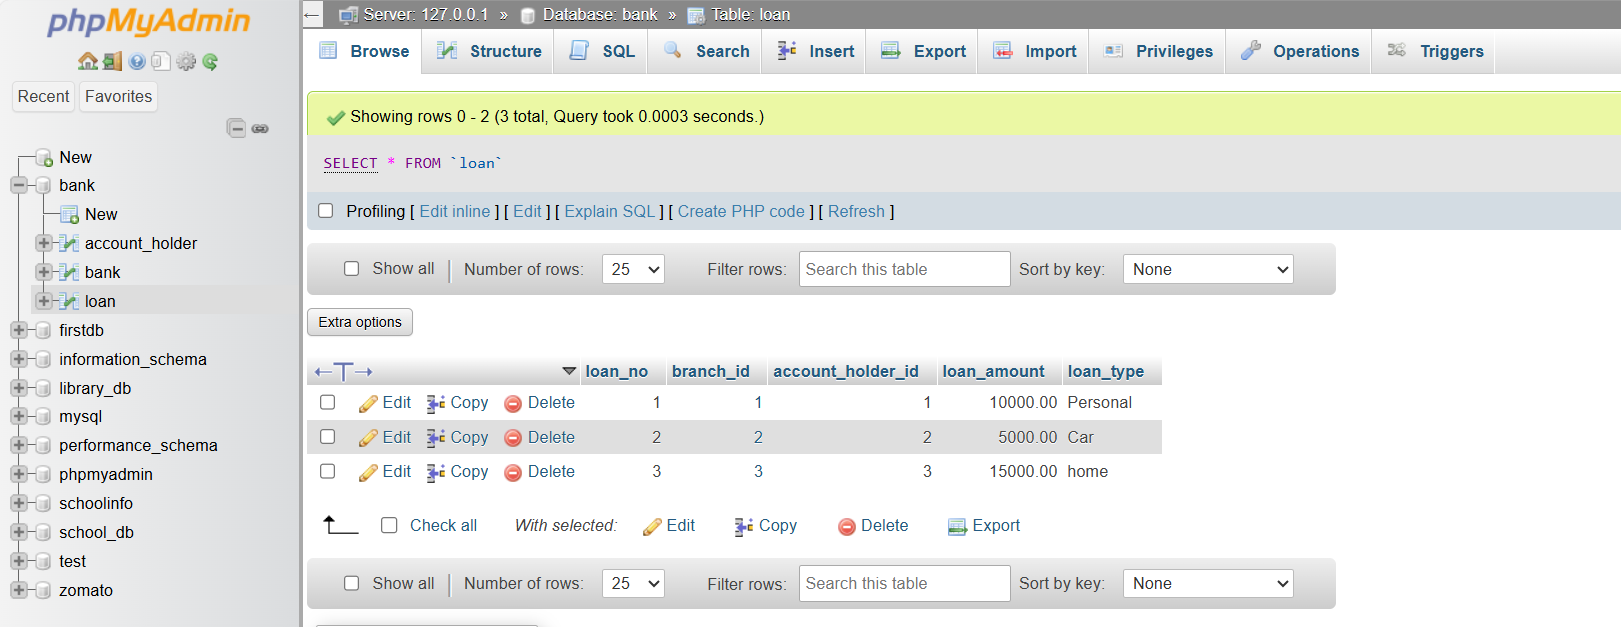 phpMyAdmin
Recent Favorites
New
bank
New
account_holder
bank
loan
firstdb
information_schema
library_db
mysql
performance_schema
phpmyadmin
schoolinfo
school_db
test
zomato
Server: 127.0.0.1 » Database: bank » Table: loan
Browse Structure SQL Search Insert Export Import Privileges Operations Triggers
Showing rows 0 - 2 (3 total, Query took 0.0003 seconds.)
SELECT * FROM `loan`
Profiling [ Edit inline ] [ Edit ] [ Explain SQL ] [ Create PHP code ] [ Refresh ]
Show all | Number of rows: 25 Filter rows: Search this table Sort by key: None
Extra options
←T→ loan_no branch_id account_holder_id loan_amount loan_type
Edit Copy Delete 1 1 1 10000.00 Personal
Edit Copy Delete 2 2 2 5000.00 Car
Edit Copy Delete 3 3 3 15000.00 home
Check all With selected: Edit Copy Delete Export
Show all | Number of rows: 25 Filter rows: Search this table Sort by key: None